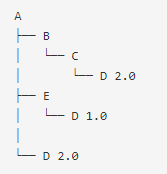 A
├── B
│   └── C
│       └── D 2.0
├── E
│   └── D 1.0
│
└── D 2.0